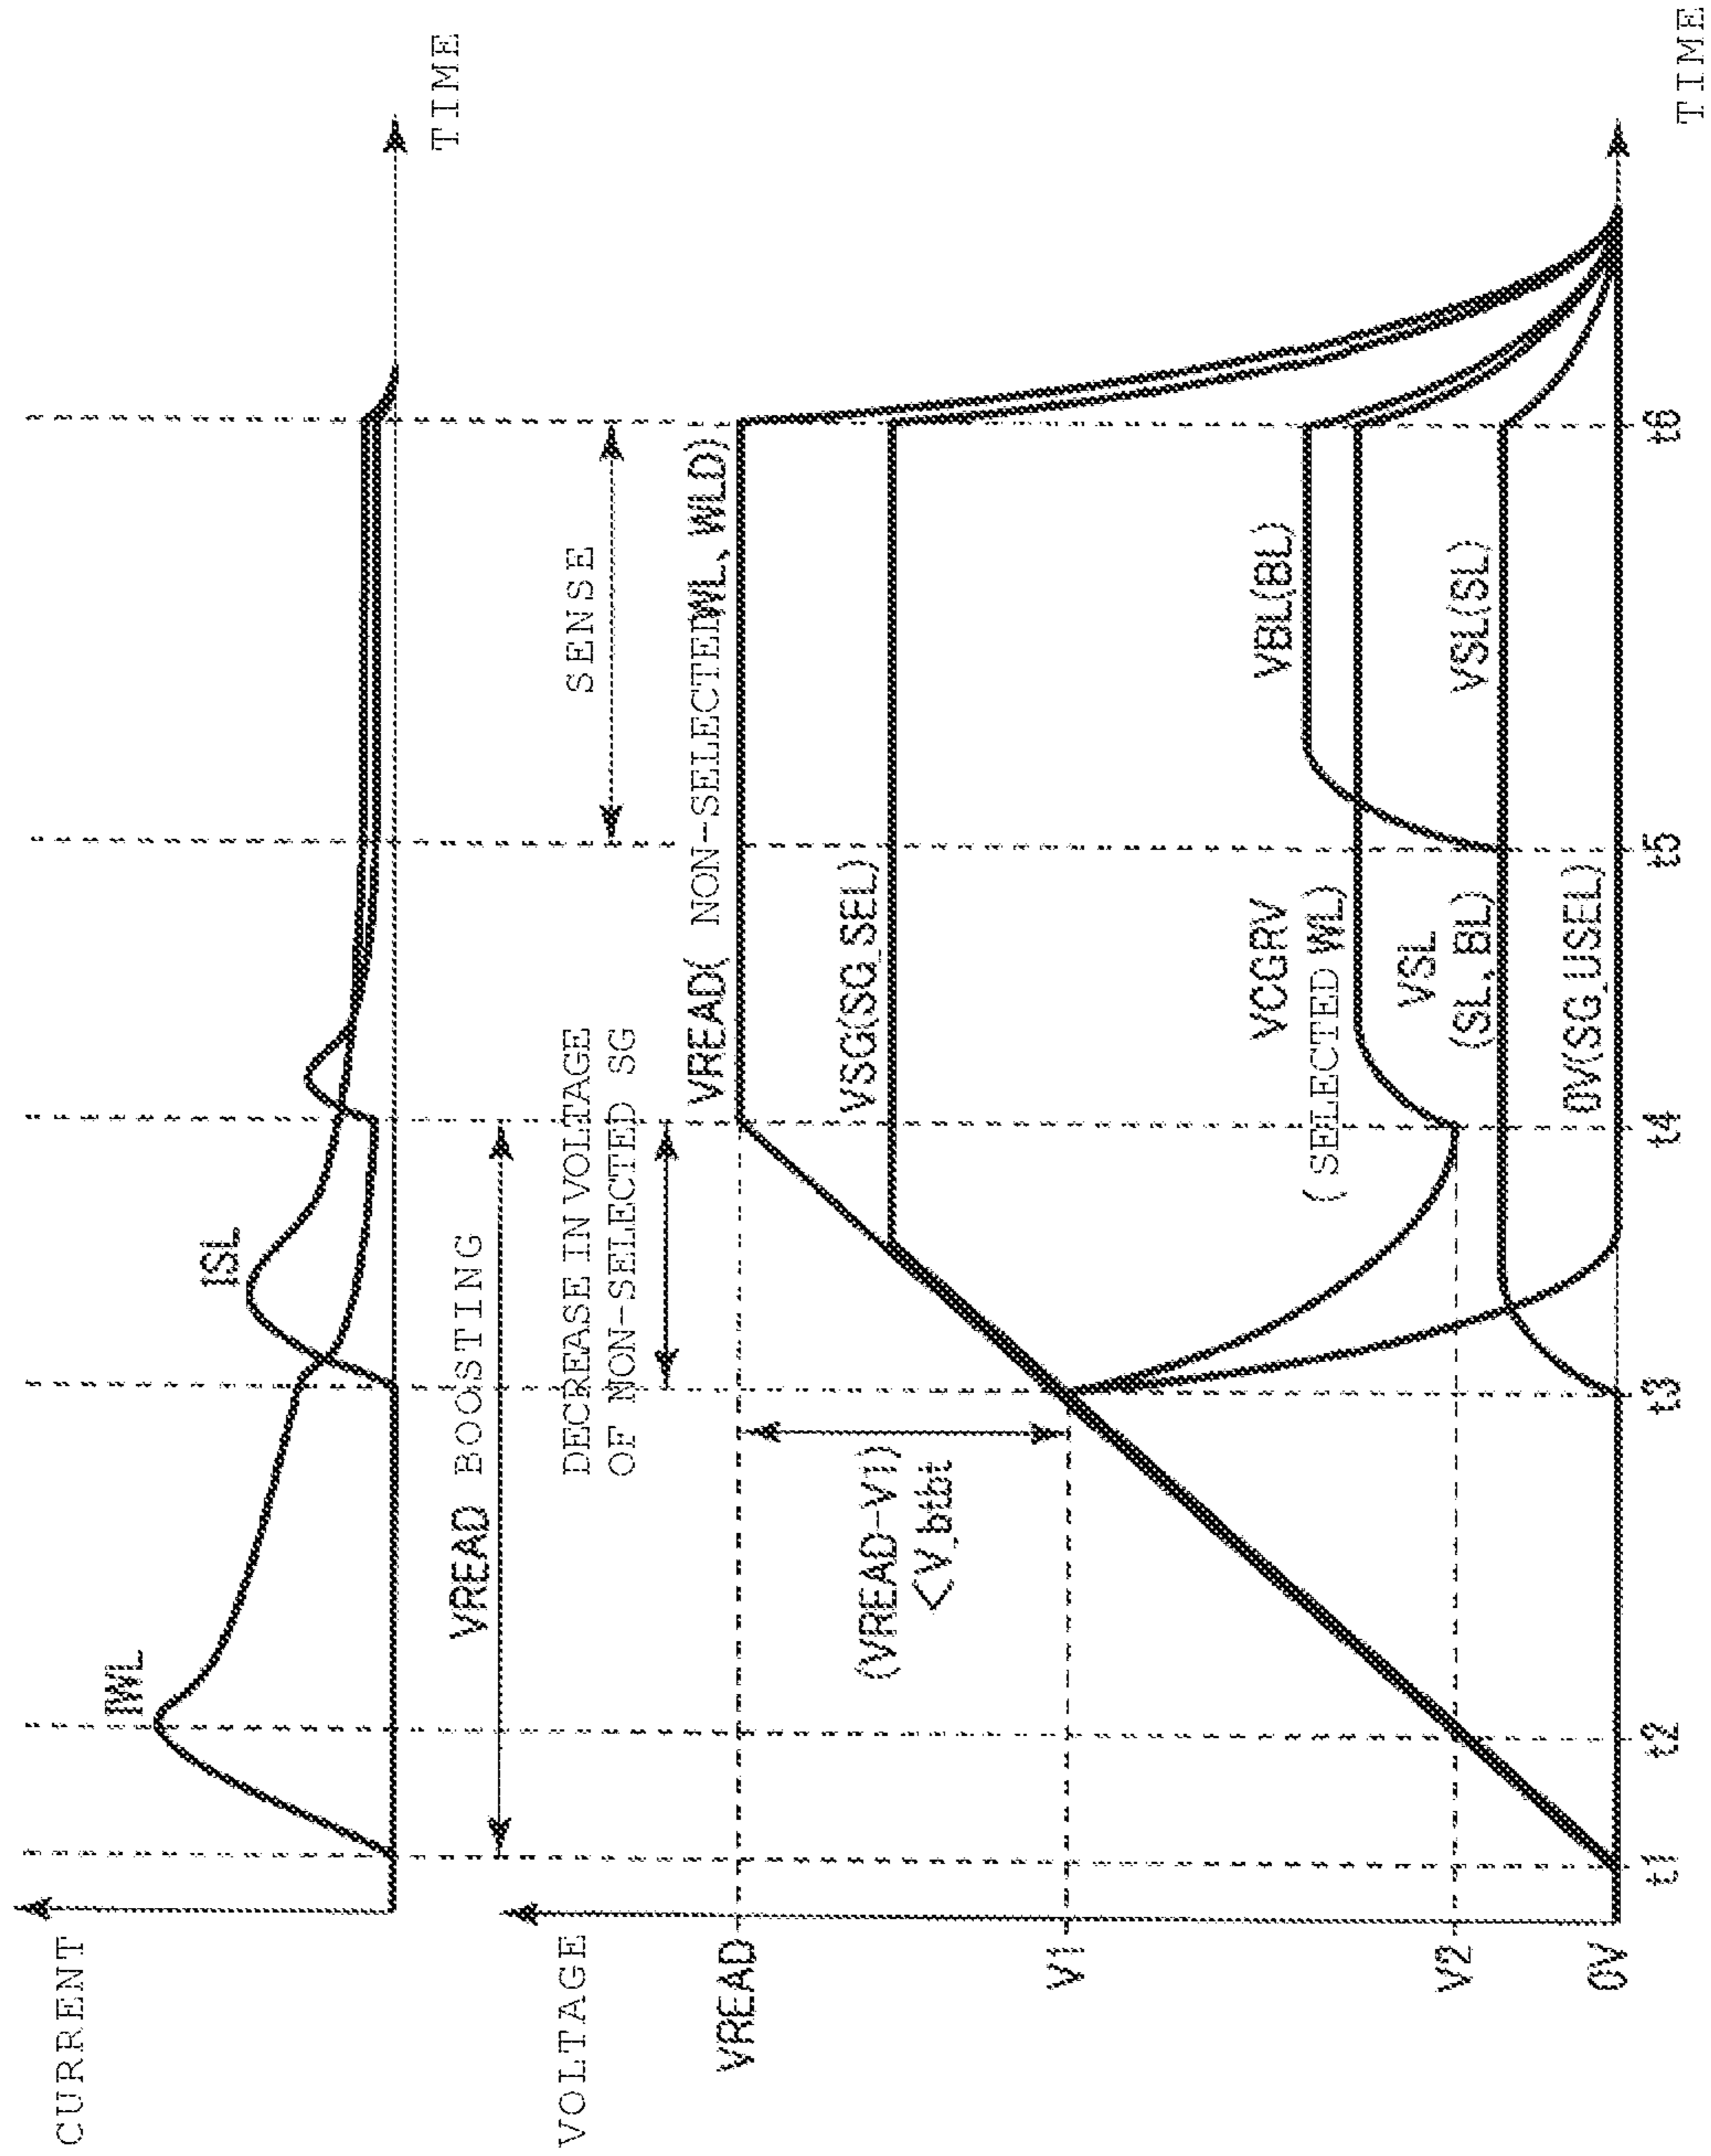 CURRENT
IWL
ISL
TIME
VREAD BOOSTING
DECREASE IN VOLTAGE
OF NON-SELECTED SG
SENSE
VOLTAGE
VREAD
V1
V2
0V
VREAD( NON-SELECTEDWL, WLD)
VSG(SG_SEL)
(VREAD-V1)
<V_btbt
VBL(BL)
VCGRV
( SELECTED WL)
VSL
(SL, BL)
VSL(SL)
0V(SG_USEL)
t1
t2
t3
t4
t5
t6
TIME